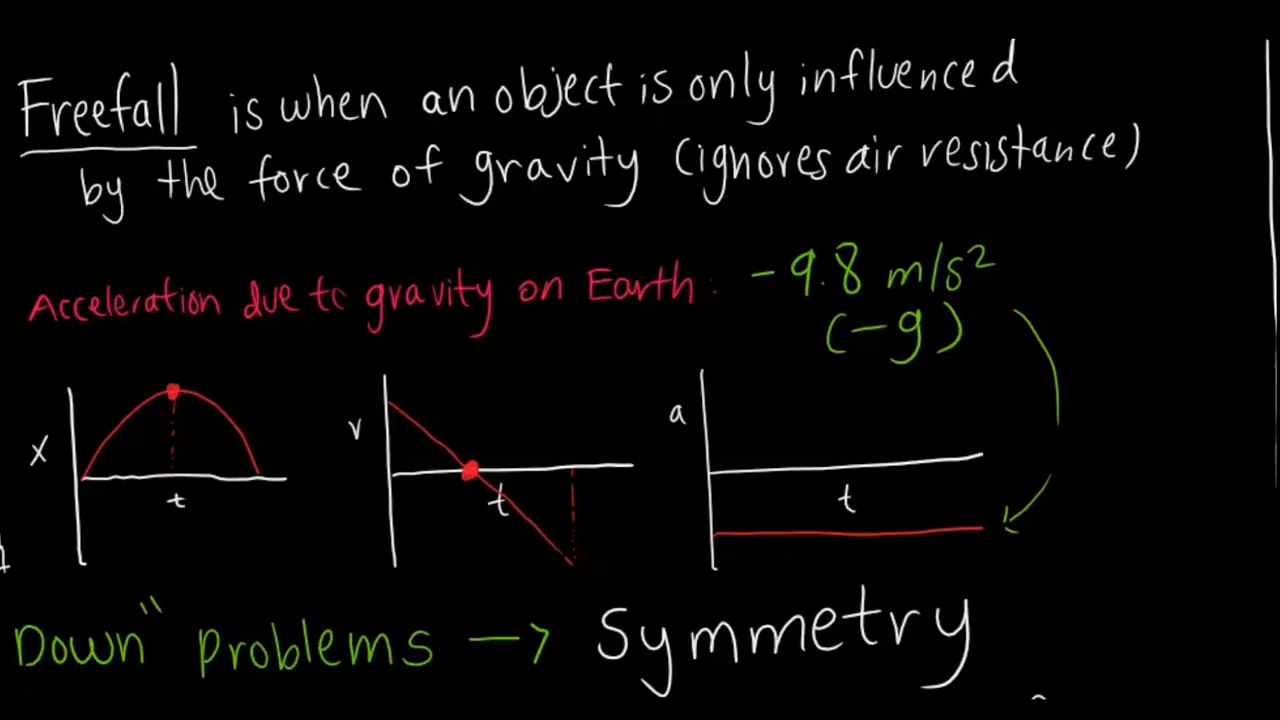 Freefall is when an object is only influenced
by the force of gravity (ignores air resistance)
Acceleration due to gravity on Earth: -9.8 m/s²
(-g)
x
t
v
t
a
t
Down" problems -> Symmetry